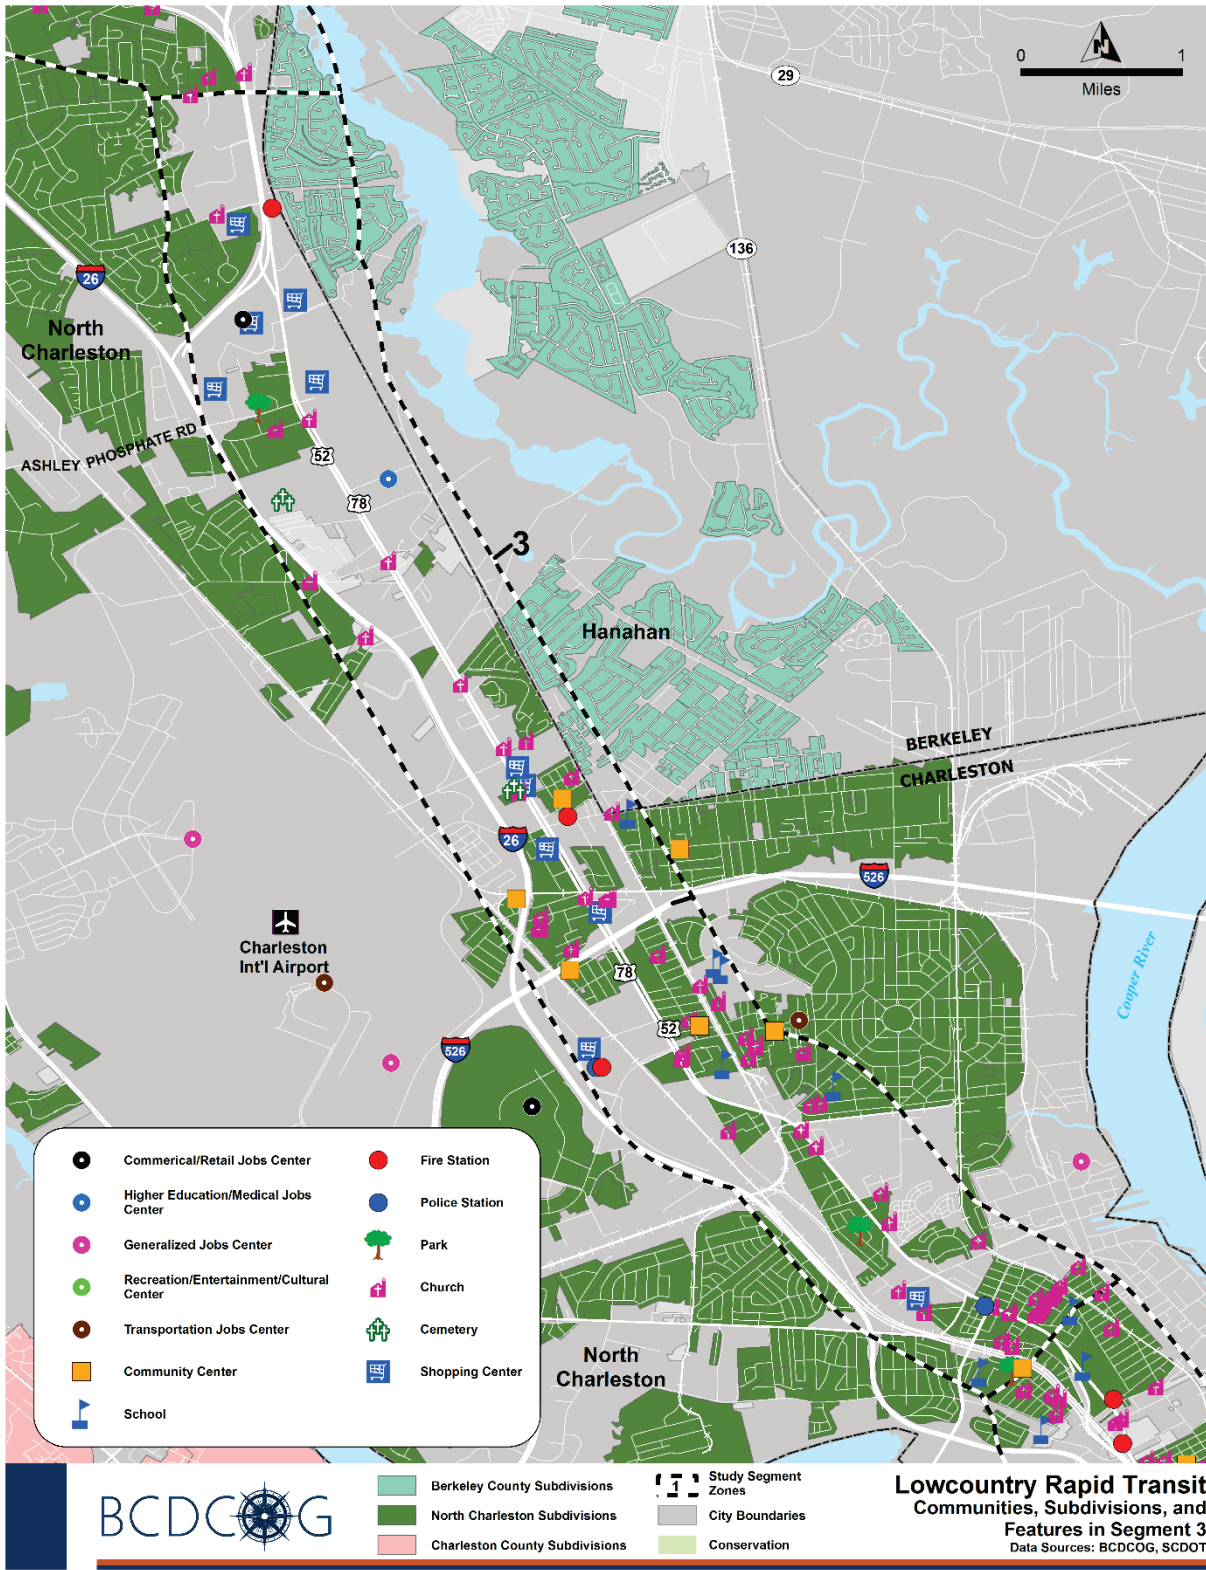 0
1
N
Miles
29
136
26
North
Charleston
ASHLEY PHOSPHATE RD
52
78
3
Hanahan
BERKELEY
CHARLESTON
26
526
Charleston
Int'l Airport
78
52
526
Cooper River
Commerical/Retail Jobs Center
Fire Station
Higher Education/Medical Jobs
Center
Police Station
Generalized Jobs Center
Park
Recreation/Entertainment/Cultural
Center
Church
Transportation Jobs Center
Cemetery
Community Center
Shopping Center
School
North
Charleston
BCDCOG
Berkeley County Subdivisions
North Charleston Subdivisions
Charleston County Subdivisions
1
Study Segment
Zones
City Boundaries
Conservation
Lowcountry Rapid Transit
Communities, Subdivisions, and
Features in Segment 3
Data Sources: BCDCOG, SCDOT